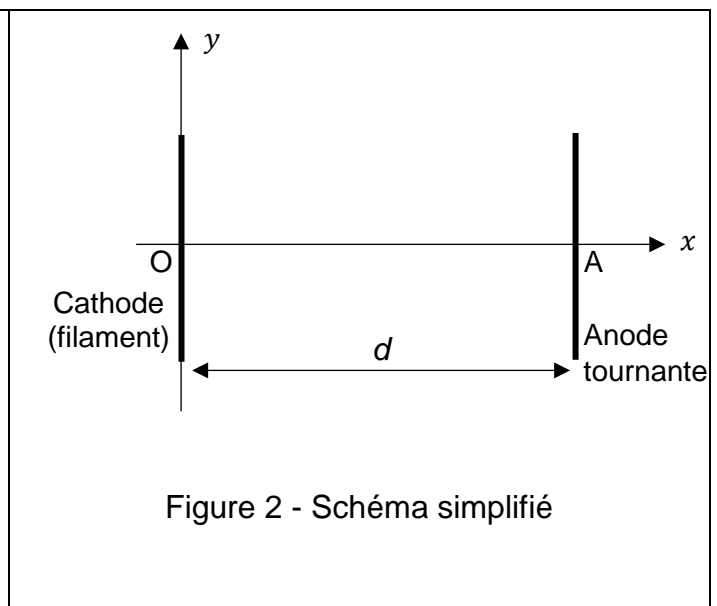 y
x
O
A
Cathode
(filament)
d
Anode
tournante
Figure 2 - Schéma simplifié